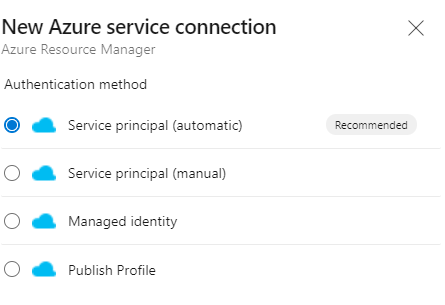 New Azure service connection
Azure Resource Manager
Authentication method
Service principal (automatic) Recommended
Service principal (manual)
Managed identity
Publish Profile